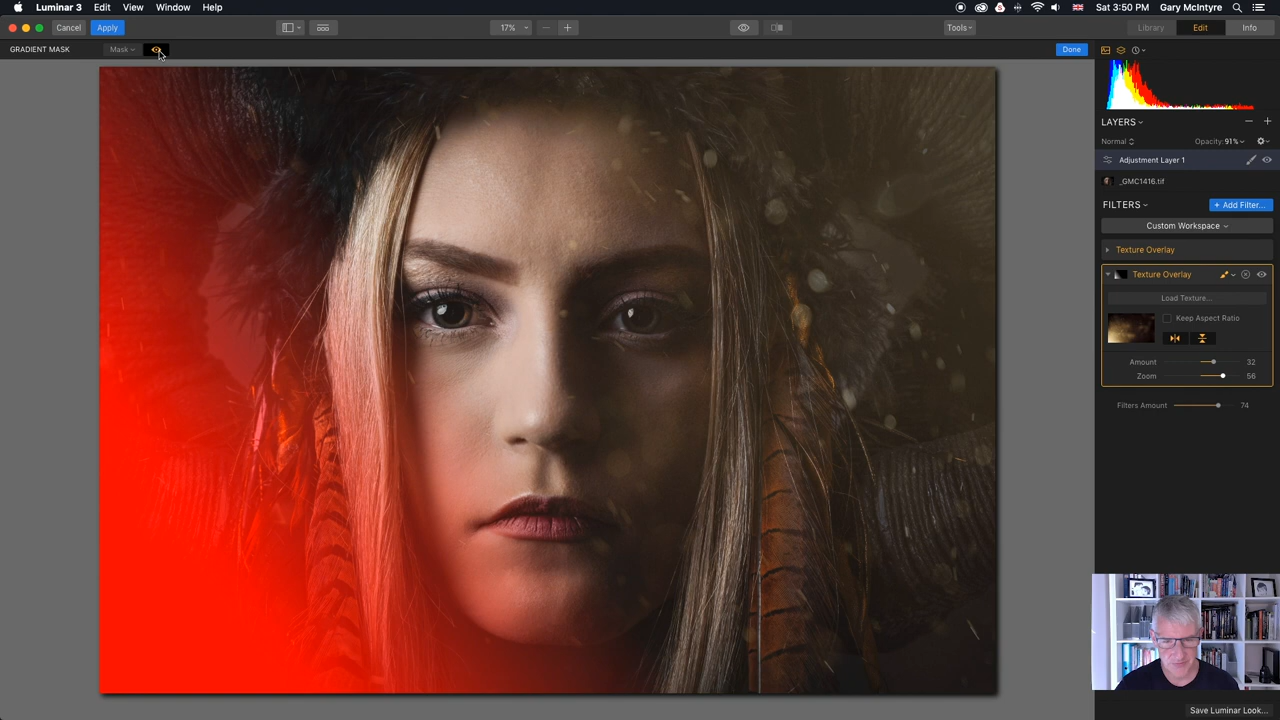 Luminar 3 Edit View Window Help Sat 3:50 PM Gary McIntyre
Cancel Apply 17% Tools Library Edit Info
GRADIENT MASK Mask Done
LAYERS
Normal Opacity: 91%
Adjustment Layer 1
_GMC1416.tif
FILTERS + Add Filter...
Custom Workspace
Texture Overlay
Texture Overlay
Load Texture...
Keep Aspect Ratio
Amount 32
Zoom 56
Filters Amount 74
Save Luminar Look...